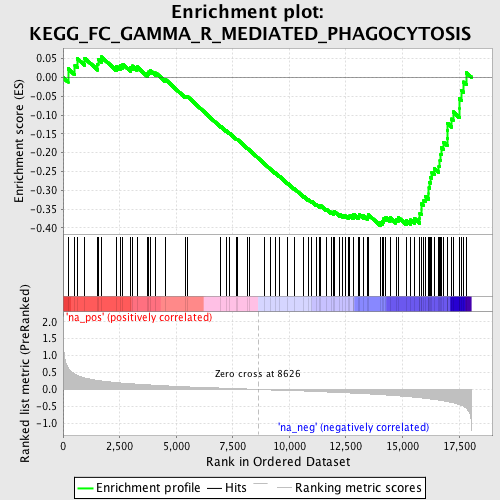 Enrichment plot:
KEGG_FC_GAMMA_R_MEDIATED_PHAGOCYTOSIS
Enrichment score (ES)
0.05
0.00
-0.05
-0.10
-0.15
-0.20
-0.25
-0.30
-0.35
-0.40
'na_pos' (positively correlated)
Ranked list metric (PreRanked)
2.0
1.5
1.0
0.5
0.0
-0.5
-1.0
Zero cross at 8626
'na_neg' (negatively correlated)
0
2,500
5,000
7,500
10,000
12,500
15,000
17,500
Rank in Ordered Dataset
Enrichment profile
Hits
Ranking metric scores